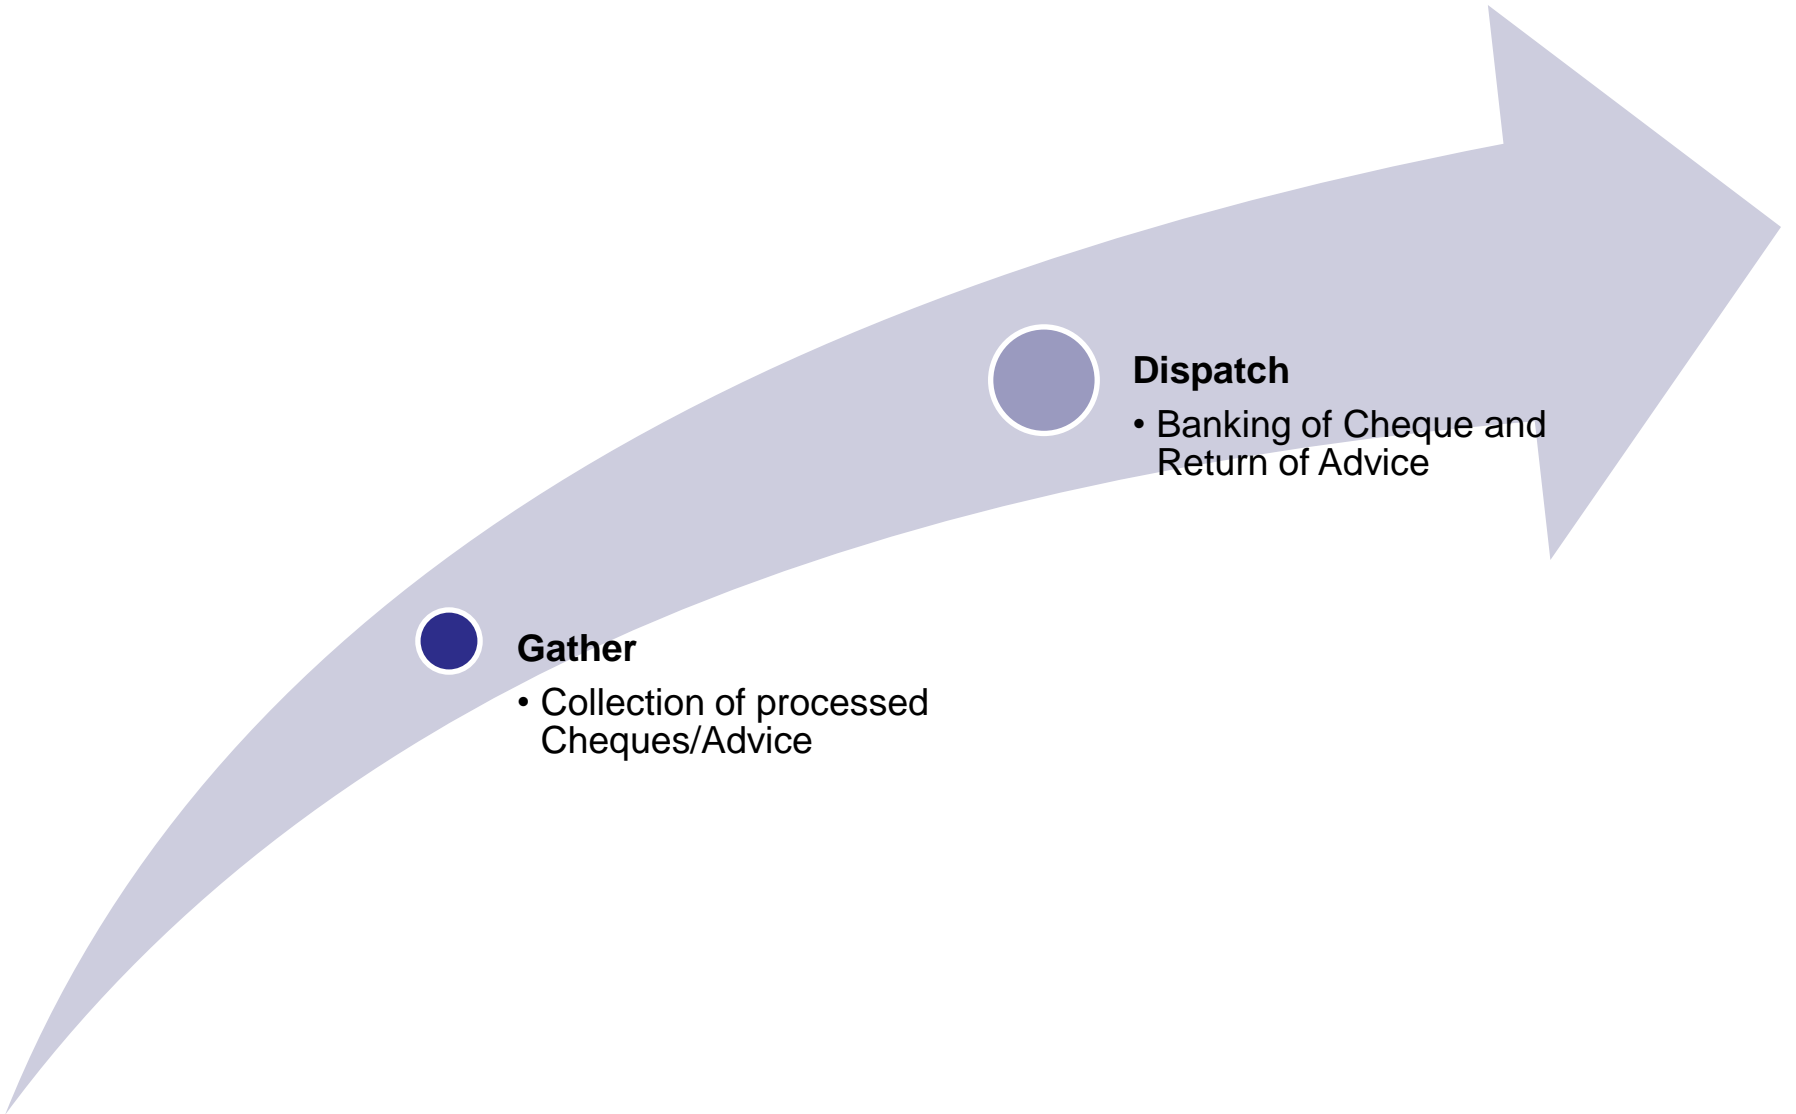 Dispatch
• Banking of Cheque and
Return of Advice
Gather
• Collection of processed
Cheques/Advice